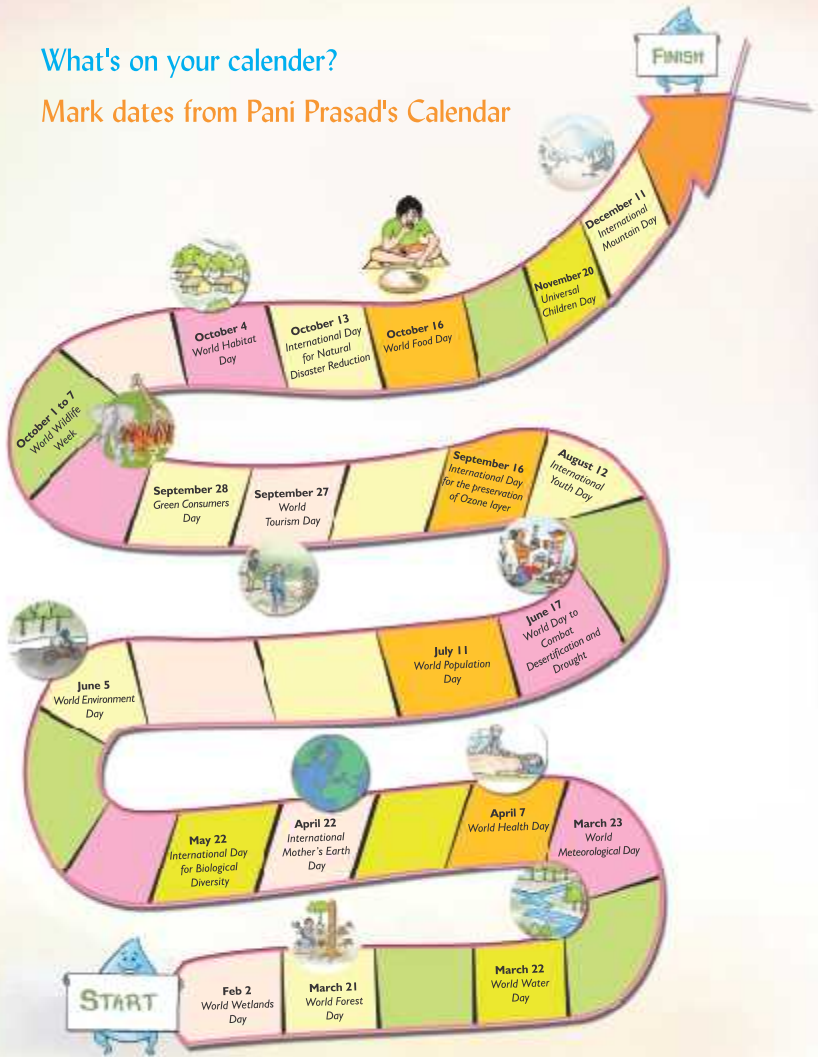 What's on your calender?
Mark dates from Pani Prasad's Calendar
FINISH
December 11
International
Mountain Day
November 20
Universal
Children Day
October 16
World Food Day
October 13
International Day
for Natural
Disaster Reduction
October 4
World Habitat
Day
October 1 to 7
World Wildlife
Week
September 28
Green Consumers
Day
September 27
World
Tourism Day
September 16
International Day
for the preservation
of Ozone layer
August 12
International
Youth Day
June 17
World Day to
Combat
Desertification and
Drought
July 11
World Population
Day
June 5
World Environment
Day
May 22
International Day
for Biological
Diversity
April 22
International
Mother's Earth
Day
April 7
World Health Day
March 23
World
Meteorological Day
March 22
World Water
Day
March 21
World Forest
Day
Feb 2
World Wetlands
Day
START